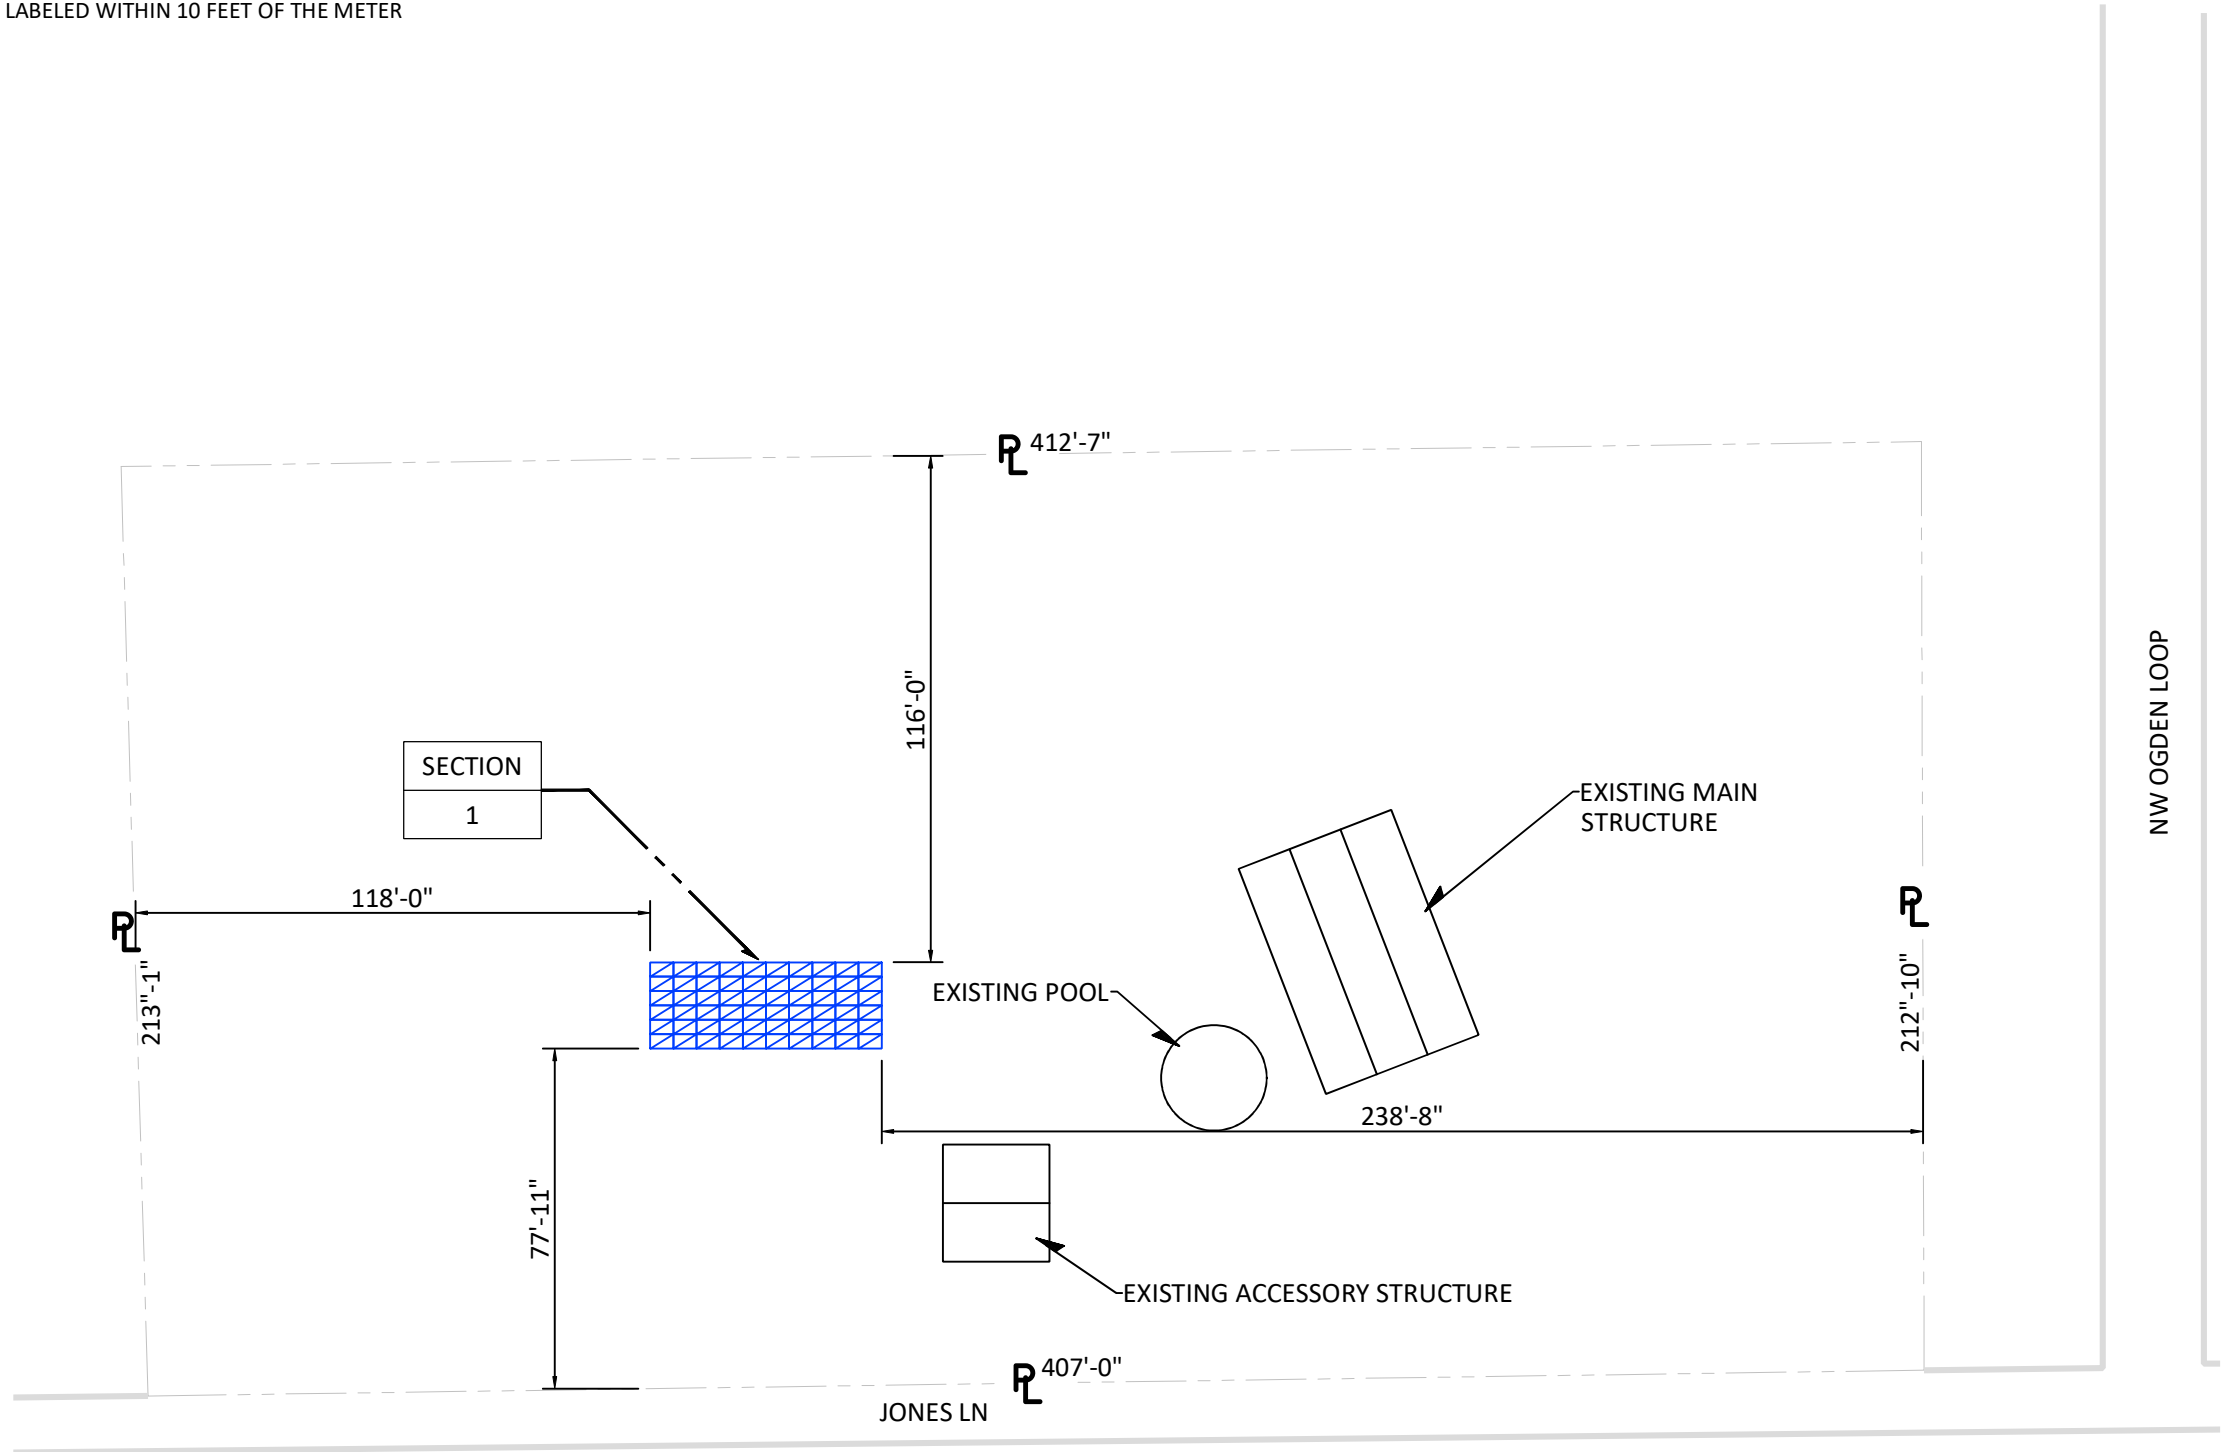 LABELED WITHIN 10 FEET OF THE METER
PL 412'-7"
116'-0"
NW OGDEN LOOP
SECTION
1
EXISTING MAIN
STRUCTURE
118'-0"
PL
213"-1"
PL
212"-10"
EXISTING POOL
238'-8"
77'-11"
EXISTING ACCESSORY STRUCTURE
PL 407'-0"
JONES LN